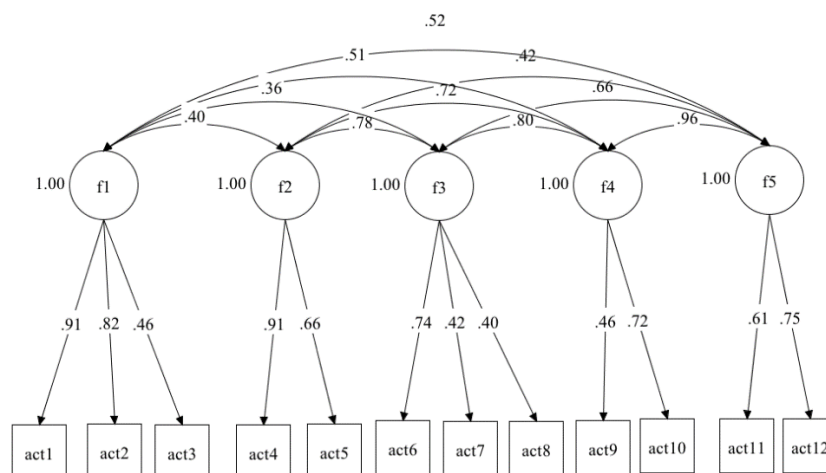 .52
.51 .42
.36 .72 .66
.40 .78 .80 .96
1.00 f1 1.00 f2 1.00 f3 1.00 f4 1.00 f5
.91 .82 .46 .91 .66 .74 .42 .40 .46 .72 .61 .75
act1 act2 act3 act4 act5 act6 act7 act8 act9 act10 act11 act12